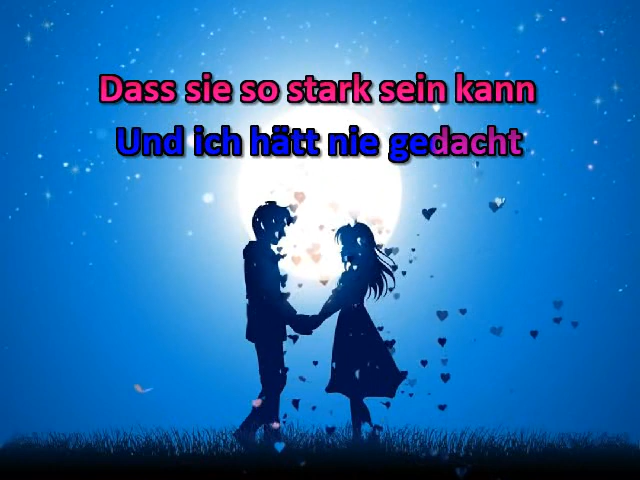 Dass sie so stark sein kann
Und ich hätt nie gedacht